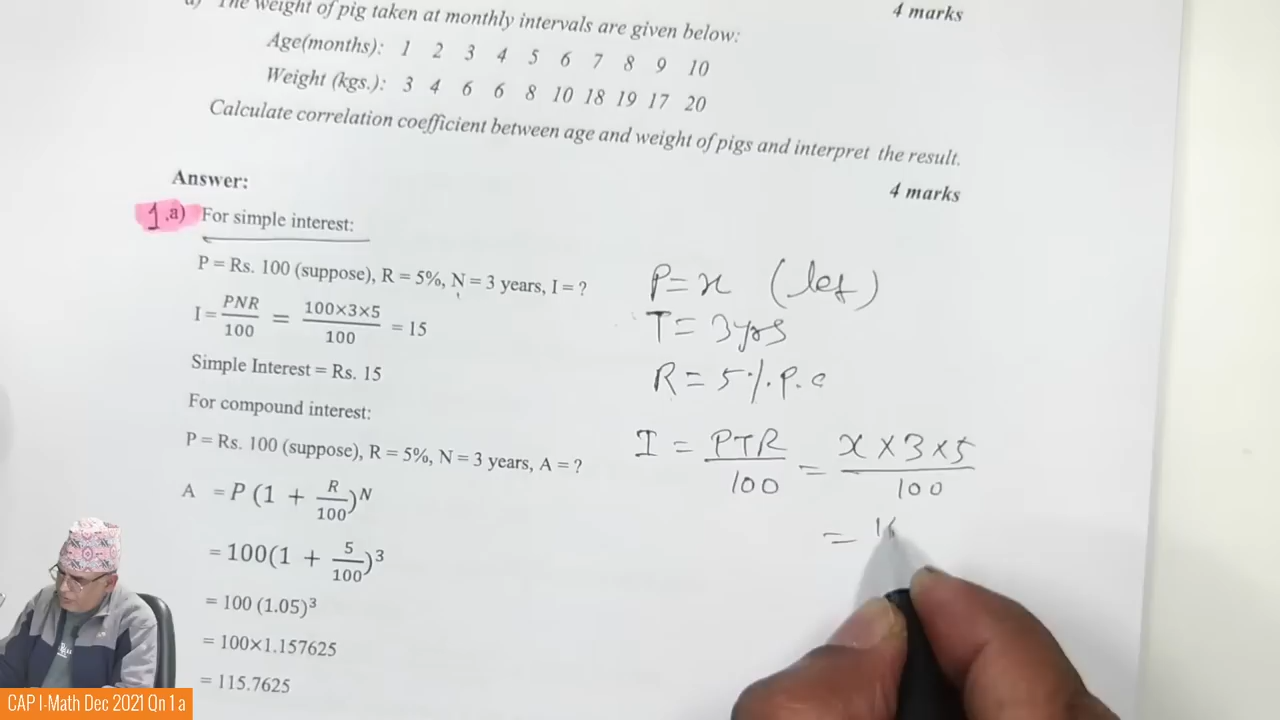 4 marks
The weight of pig taken at monthly intervals are given below:
Age(months): 1 2 3 4 5 6 7 8 9 10
Weight (kgs.): 3 4 6 6 8 10 18 19 17 20
Calculate correlation coefficient between age and weight of pigs and interpret the result.
4 marks
Answer:
1.a) For simple interest:
P = Rs. 100 (suppose), R = 5%, N = 3 years, I = ?
I = PNR/100 = 100×3×5/100 = 15
Simple Interest = Rs. 15
For compound interest:
P = Rs. 100 (suppose), R = 5%, N = 3 years, A = ?
A = P (1 + R/100)^N
= 100(1 + 5/100)^3
= 100 (1.05)^3
= 100×1.157625
= 115.7625
P = x (let)
T = 3 yrs
R = 5 %. P. a
I = PTR/100 = x × 3 × 5/100
=
CAP I-Math Dec 2021 Qn 1 a